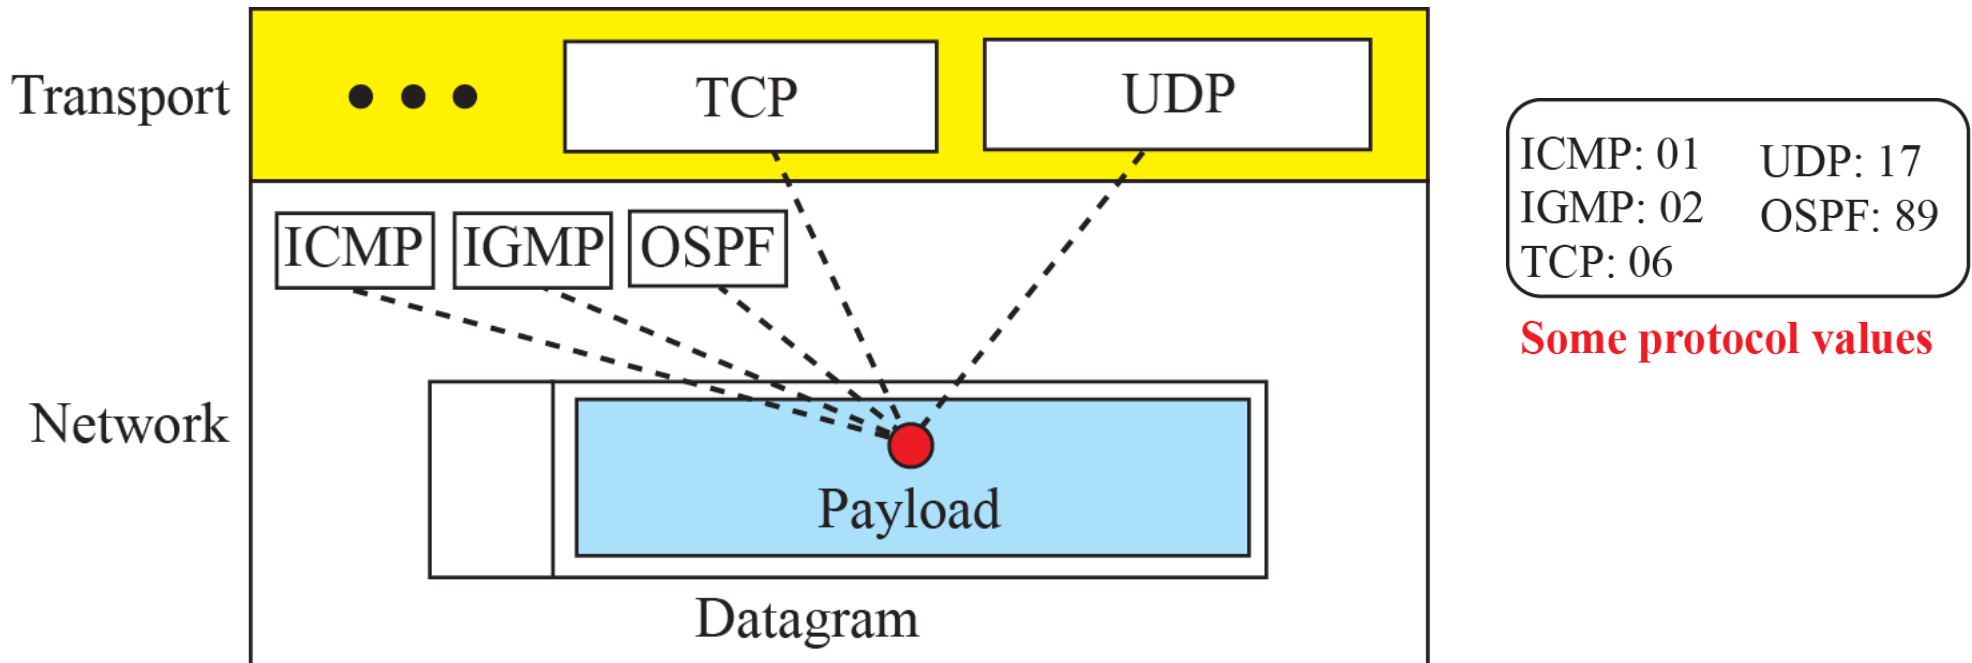 Transport
TCP
UDP
ICMP
IGMP
OSPF
Network
Payload
Datagram
ICMP: 01
IGMP: 02
TCP: 06
UDP: 17
OSPF: 89
Some protocol values